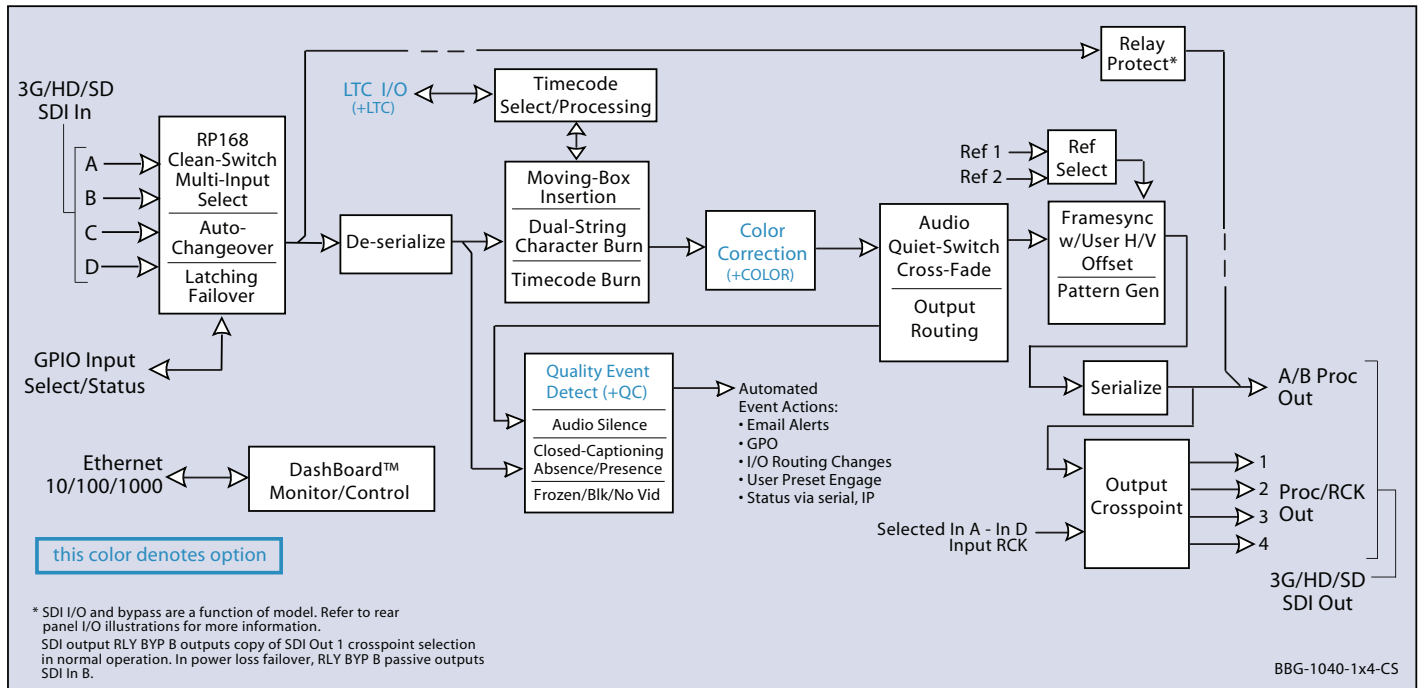 Relay
Protect*
3G/HD/SD
SDI In
LTC I/O
(+LTC)
Timecode
Select/Processing
A
B
C
D
RP168
Clean-Switch
Multi-Input
Select
Auto-
Changeover
Latching
Failover
De-serialize
Moving-Box
Insertion
Dual-String
Character Burn
Timecode Burn
Color
Correction
(+COLOR)
Audio
Quiet-Switch
Cross-Fade
Output
Routing
Ref 1
Ref 2
Ref
Select
Framesync
w/User H/V
Offset
Pattern Gen
GPIO Input
Select/Status
Quality Event
Detect (+QC)
Audio Silence
Closed-Captioning
Absence/Presence
Frozen/Blk/No Vid
Automated
Event Actions:
• Email Alerts
• GPO
• I/O Routing Changes
• User Preset Engage
• Status via serial, IP
Serialize
A/B Proc
Out
Ethernet
10/100/1000
DashBoard™
Monitor/Control
Selected In A - In D
Input RCK
Output
Crosspoint
1
2
3
4
Proc/RCK
Out
3G/HD/SD
SDI Out
this color denotes option
* SDI I/O and bypass are a function of model. Refer to rear
panel I/O illustrations for more information.
SDI output RLY BYP B outputs copy of SDI Out 1 crosspoint selection
in normal operation. In power loss failover, RLY BYP B passive outputs
SDI In B.
BBG-1040-1x4-CS